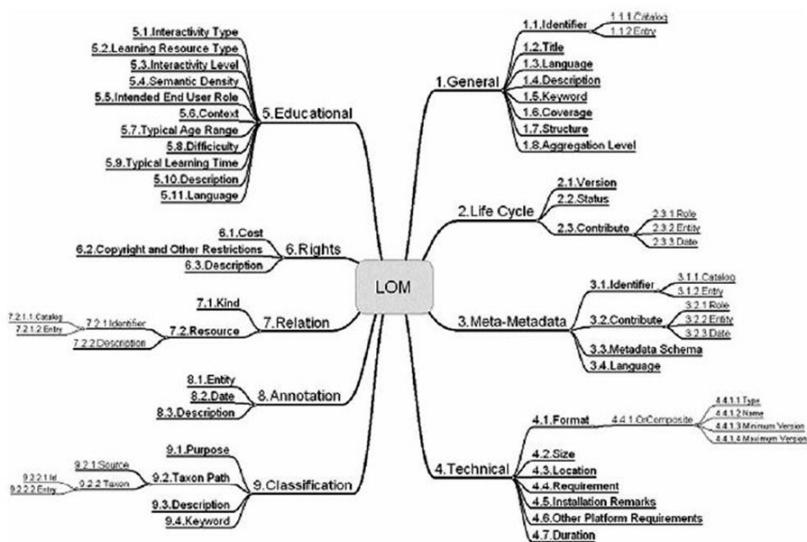 LOM
1.General
1.1.Identifier
1.1.1.Catalog
1.1.2.Entry
1.2.Title
1.3.Language
1.4.Description
1.5.Keyword
1.6.Coverage
1.7.Structure
1.8.Aggregation Level
2.Life Cycle
2.1.Version
2.2.Status
2.3.Contribute
2.3.1 Role
2.3.2 Entity
2.3.3 Date
3.Meta-Metadata
3.1.Identifier
3.1.1.Catalog
3.1.2.Entry
3.2.Contribute
3.2.1 Role
3.2.2 Entity
3.2.3 Date
3.3.Metadata Schema
3.4.Language
4.Technical
4.1.Format
4.4.1.OrComposite
4.4.1.1 Type
4.4.1.2 Name
4.4.1.3 Minimum Version
4.4.1.4 Maximum Version
4.2.Size
4.3.Location
4.4.Requirement
4.5.Installation Remarks
4.6.Other Platform Requirements
4.7.Duration
5.Educational
5.1.Interactivity Type
5.2.Learning Resource Type
5.3.Interactivity Level
5.4.Semantic Density
5.5.Intended End User Role
5.6.Context
5.7.Typical Age Range
5.8.Difficiculty
5.9.Typical Learning Time
5.10.Description
5.11.Language
6.Rights
6.1.Cost
6.2.Copyright and Other Restrictions
6.3.Description
7.Relation
7.1.Kind
7.2.Resource
7.2.1.Identifier
7.2.1.1.Catalog
7.2.1.2 Entry
7.2.2 Description
8.Annotation
8.1.Entity
8.2.Date
8.3.Description
9.Classification
9.1.Purpose
9.2.Taxon Path
9.2.1.Source
9.2.2.Taxon
9.2.2.1.Id
9.2.2.2.Entry
9.3.Description
9.4.Keyword